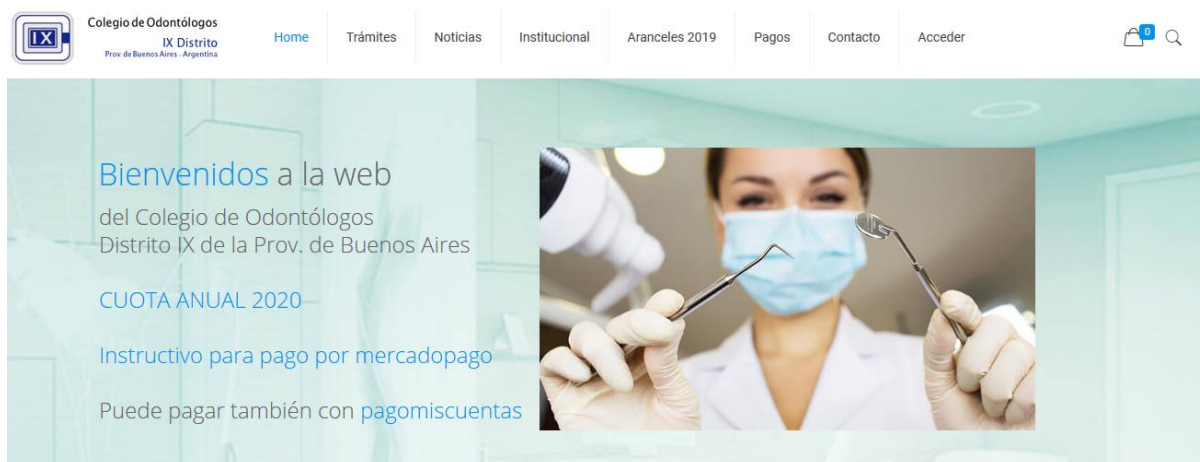 IX
Colegio de Odontólogos
IX Distrito
Prov. de Buenos Aires - Argentina
Home
Trámites
Noticias
Institucional
Aranceles 2019
Pagos
Contacto
Acceder
0
Bienvenidos a la web
del Colegio de Odontólogos
Distrito IX de la Prov. de Buenos Aires
CUOTA ANUAL 2020
Instructivo para pago por mercadopago
Puede pagar también con pagomiscuentas